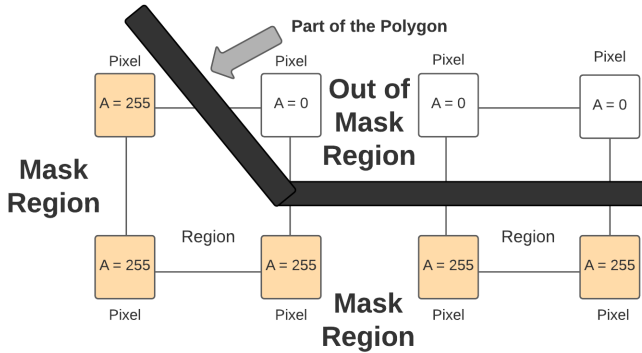 Part of the Polygon
Pixel
Pixel
Pixel
Pixel
A = 255
A = 0
Out of
Mask
Region
A = 0
A = 0
Mask
Region
Region
Region
A = 255
A = 255
A = 255
A = 255
Pixel
Pixel
Mask
Region
Pixel
Pixel